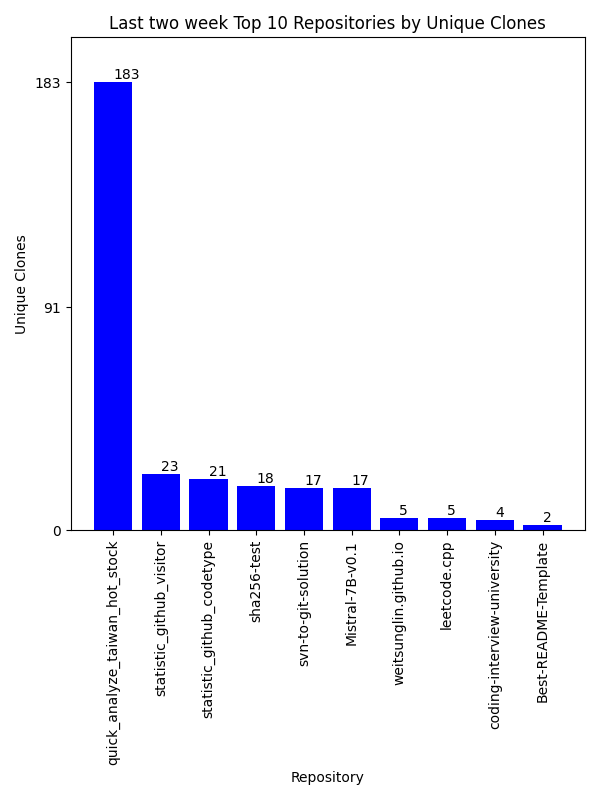 Last two week Top 10 Repositories by Unique Clones
Unique Clones
183
91
0
183
23
21
18
17
17
5
5
4
2
quick_analyze_taiwan_hot_stock
statistic_github_visitor
statistic_github_codetype
sha256-test
svn-to-git-solution
Mistral-7B-v0.1
weitsunglin.github.io
leetcode.cpp
coding-interview-university
Best-README-Template
Repository